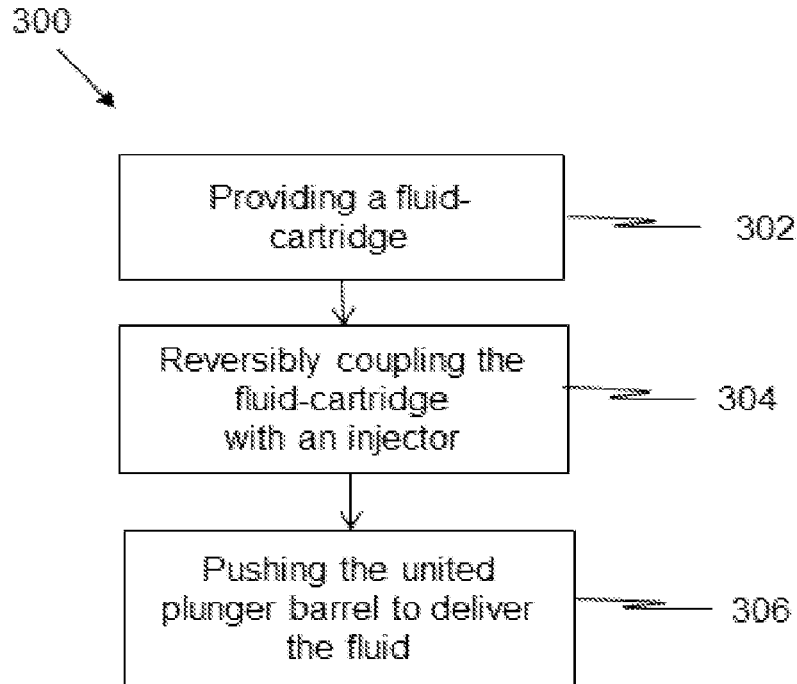 300
Providing a fluid-
cartridge
302
Reversibly coupling the
fluid-cartridge
with an injector
304
Pushing the united
plunger barrel to deliver
the fluid
306